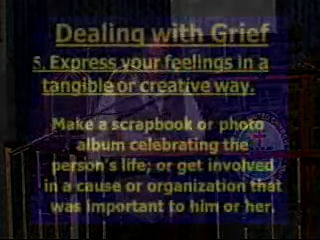 Dealing with Grief
5. Express your feelings in a
tangible or creative way.
Make a scrapbook or photo
album celebrating the
person's life; or get involved
in a cause or organization that
was important to him or her.